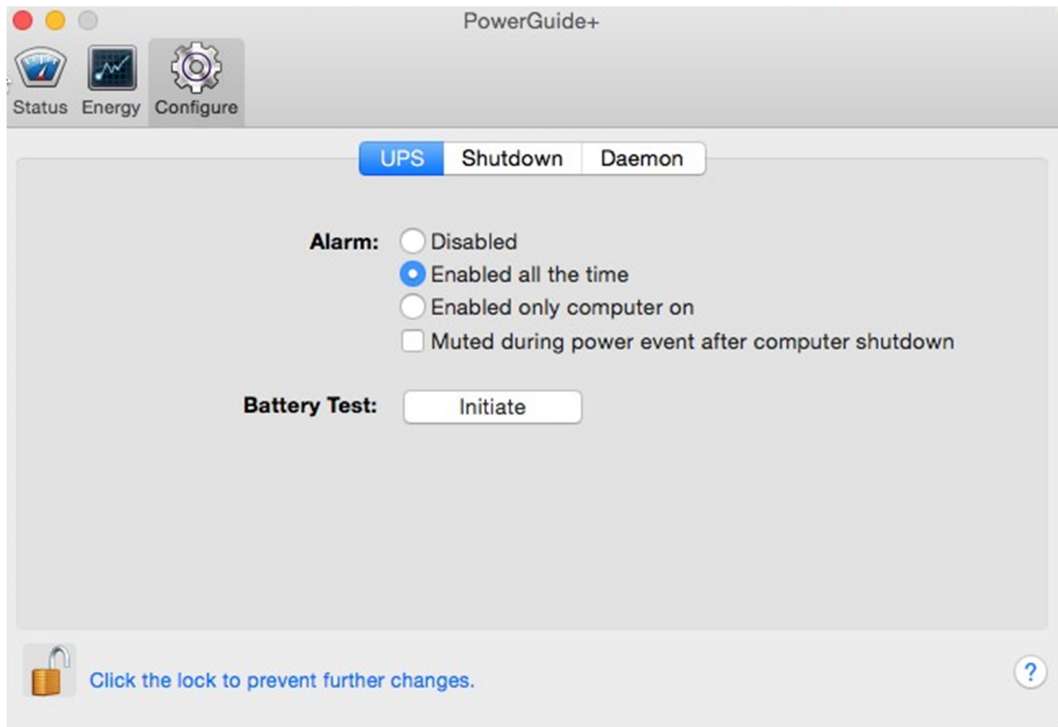 PowerGuide+
Status Energy Configure
UPS Shutdown Daemon
Alarm: Disabled
Enabled all the time
Enabled only computer on
Muted during power event after computer shutdown
Battery Test: Initiate
Click the lock to prevent further changes. ?